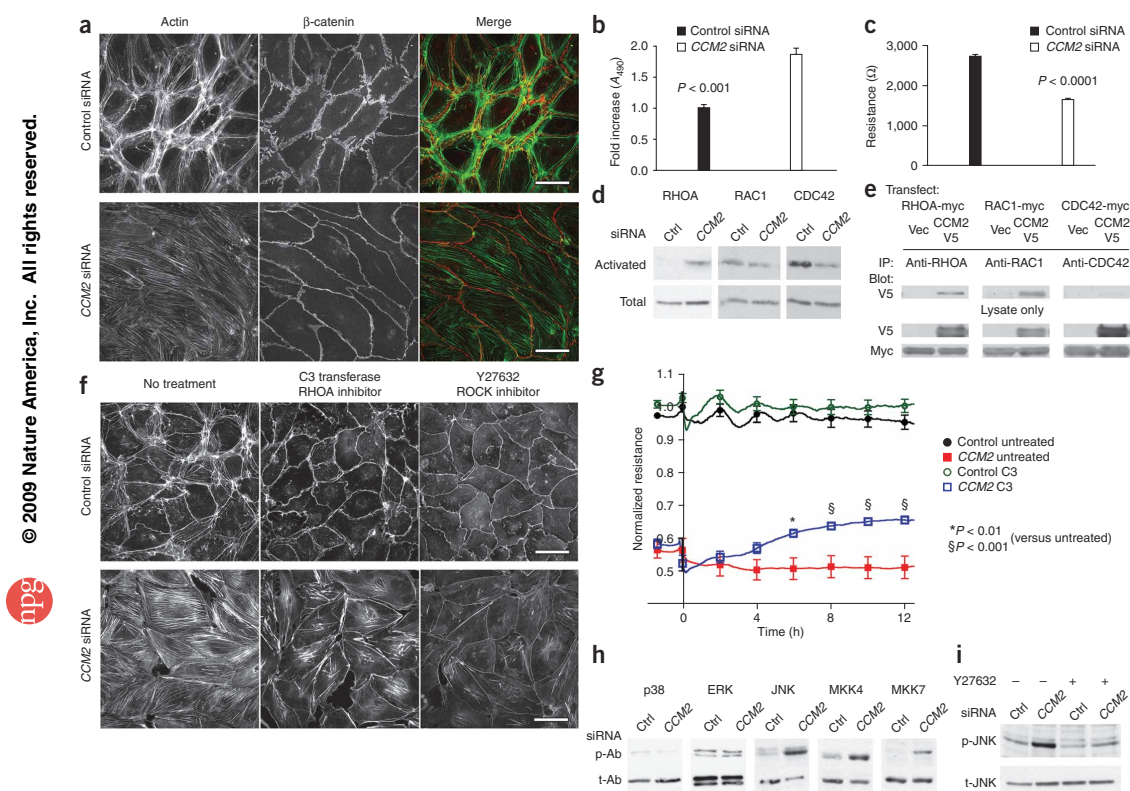 © 2009 Nature America, Inc. All rights reserved.
npg
a
Actin
β-catenin
Merge
Control siRNA
CCM2 siRNA
b
Control siRNA
CCM2 siRNA
Fold increase (A490)
2.0
1.5
1.0
0.5
0.0
P < 0.001
c
Control siRNA
CCM2 siRNA
Resistance (Ω)
3,000
2,000
1,000
0
P < 0.0001
d
RHOA RAC1 CDC42
siRNA Ctrl CCM2 Ctrl CCM2 Ctrl CCM2
Activated
Total
e
Transfect:
RHOA-myc RAC1-myc CDC42-myc
Vec CCM2 V5 Vec CCM2 V5 Vec CCM2 V5
IP: Anti-RHOA Anti-RAC1 Anti-CDC42
Blot:
V5
Lysate only
V5
Myc
f
No treatment
C3 transferase RHOA inhibitor
Y27632 ROCK inhibitor
Control siRNA
CCM2 siRNA
g
Normalized resistance
1.1
1.0
0.9
0.8
0.7
0.6
0.5
* § § §
0 4 8 12
Time (h)
Control untreated
CCM2 untreated
Control C3
CCM2 C3
*P < 0.01
§P < 0.001
(versus untreated)
h
p38 ERK JNK MKK4 MKK7
siRNA Ctrl CCM2 Ctrl CCM2 Ctrl CCM2 Ctrl CCM2 Ctrl CCM2
p-Ab
t-Ab
i
Y27632 – – + +
siRNA Ctrl CCM2 Ctrl CCM2
p-JNK
t-JNK